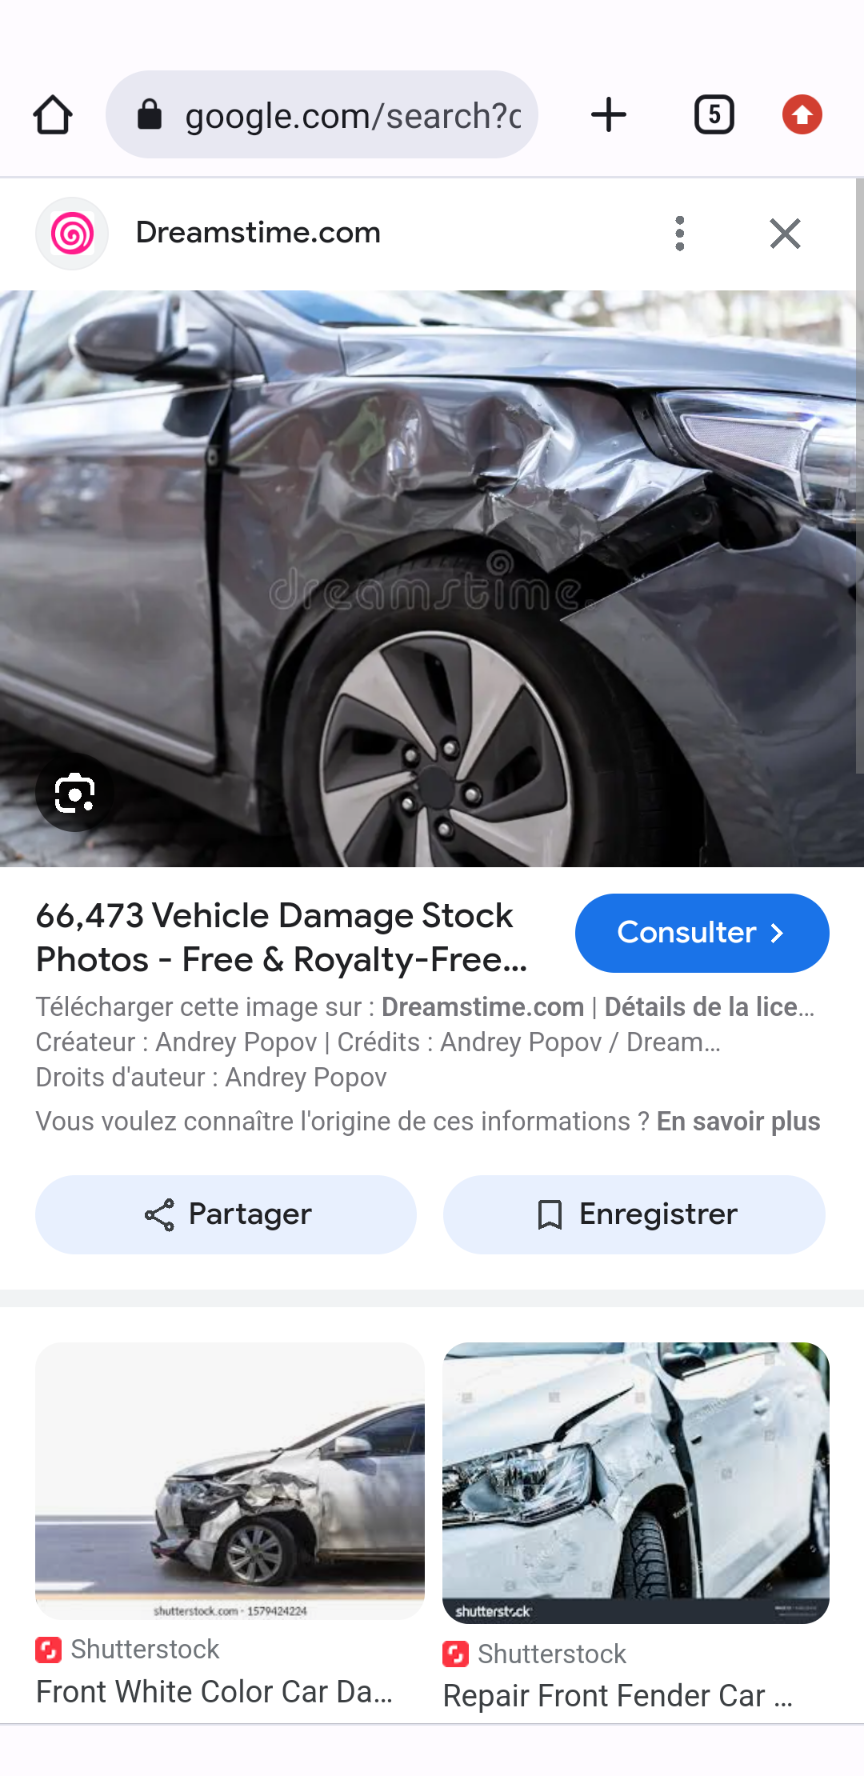 google.com/search?
5
Dreamstime.com
dreamstime
66,473 Vehicle Damage Stock
Photos - Free & Royalty-Free...
Consulter
Télécharger cette image sur : Dreamstime.com | Détails de la lice...
Créateur : Andrey Popov | Crédits : Andrey Popov / Dream...
Droits d'auteur : Andrey Popov
Vous voulez connaître l'origine de ces informations ? En savoir plus
Partager
Enregistrer
shutterstock.com · 1579424224
shutterstock
Shutterstock
Front White Color Car Da...
Shutterstock
Repair Front Fender Car ...